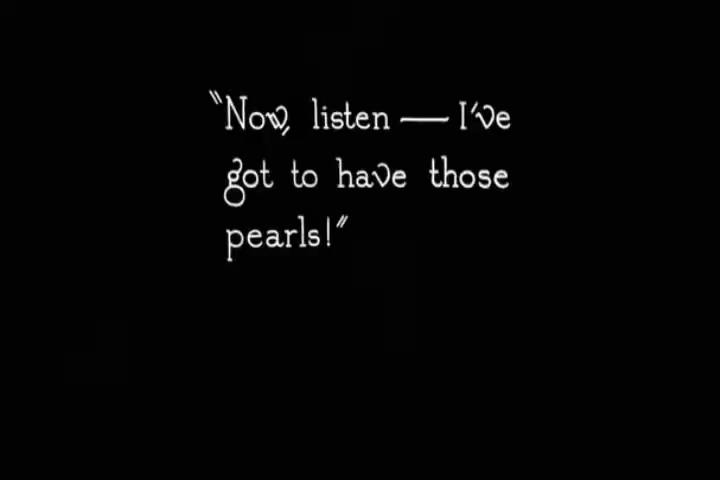 "Now, listen — I've
got to have those
pearls!"